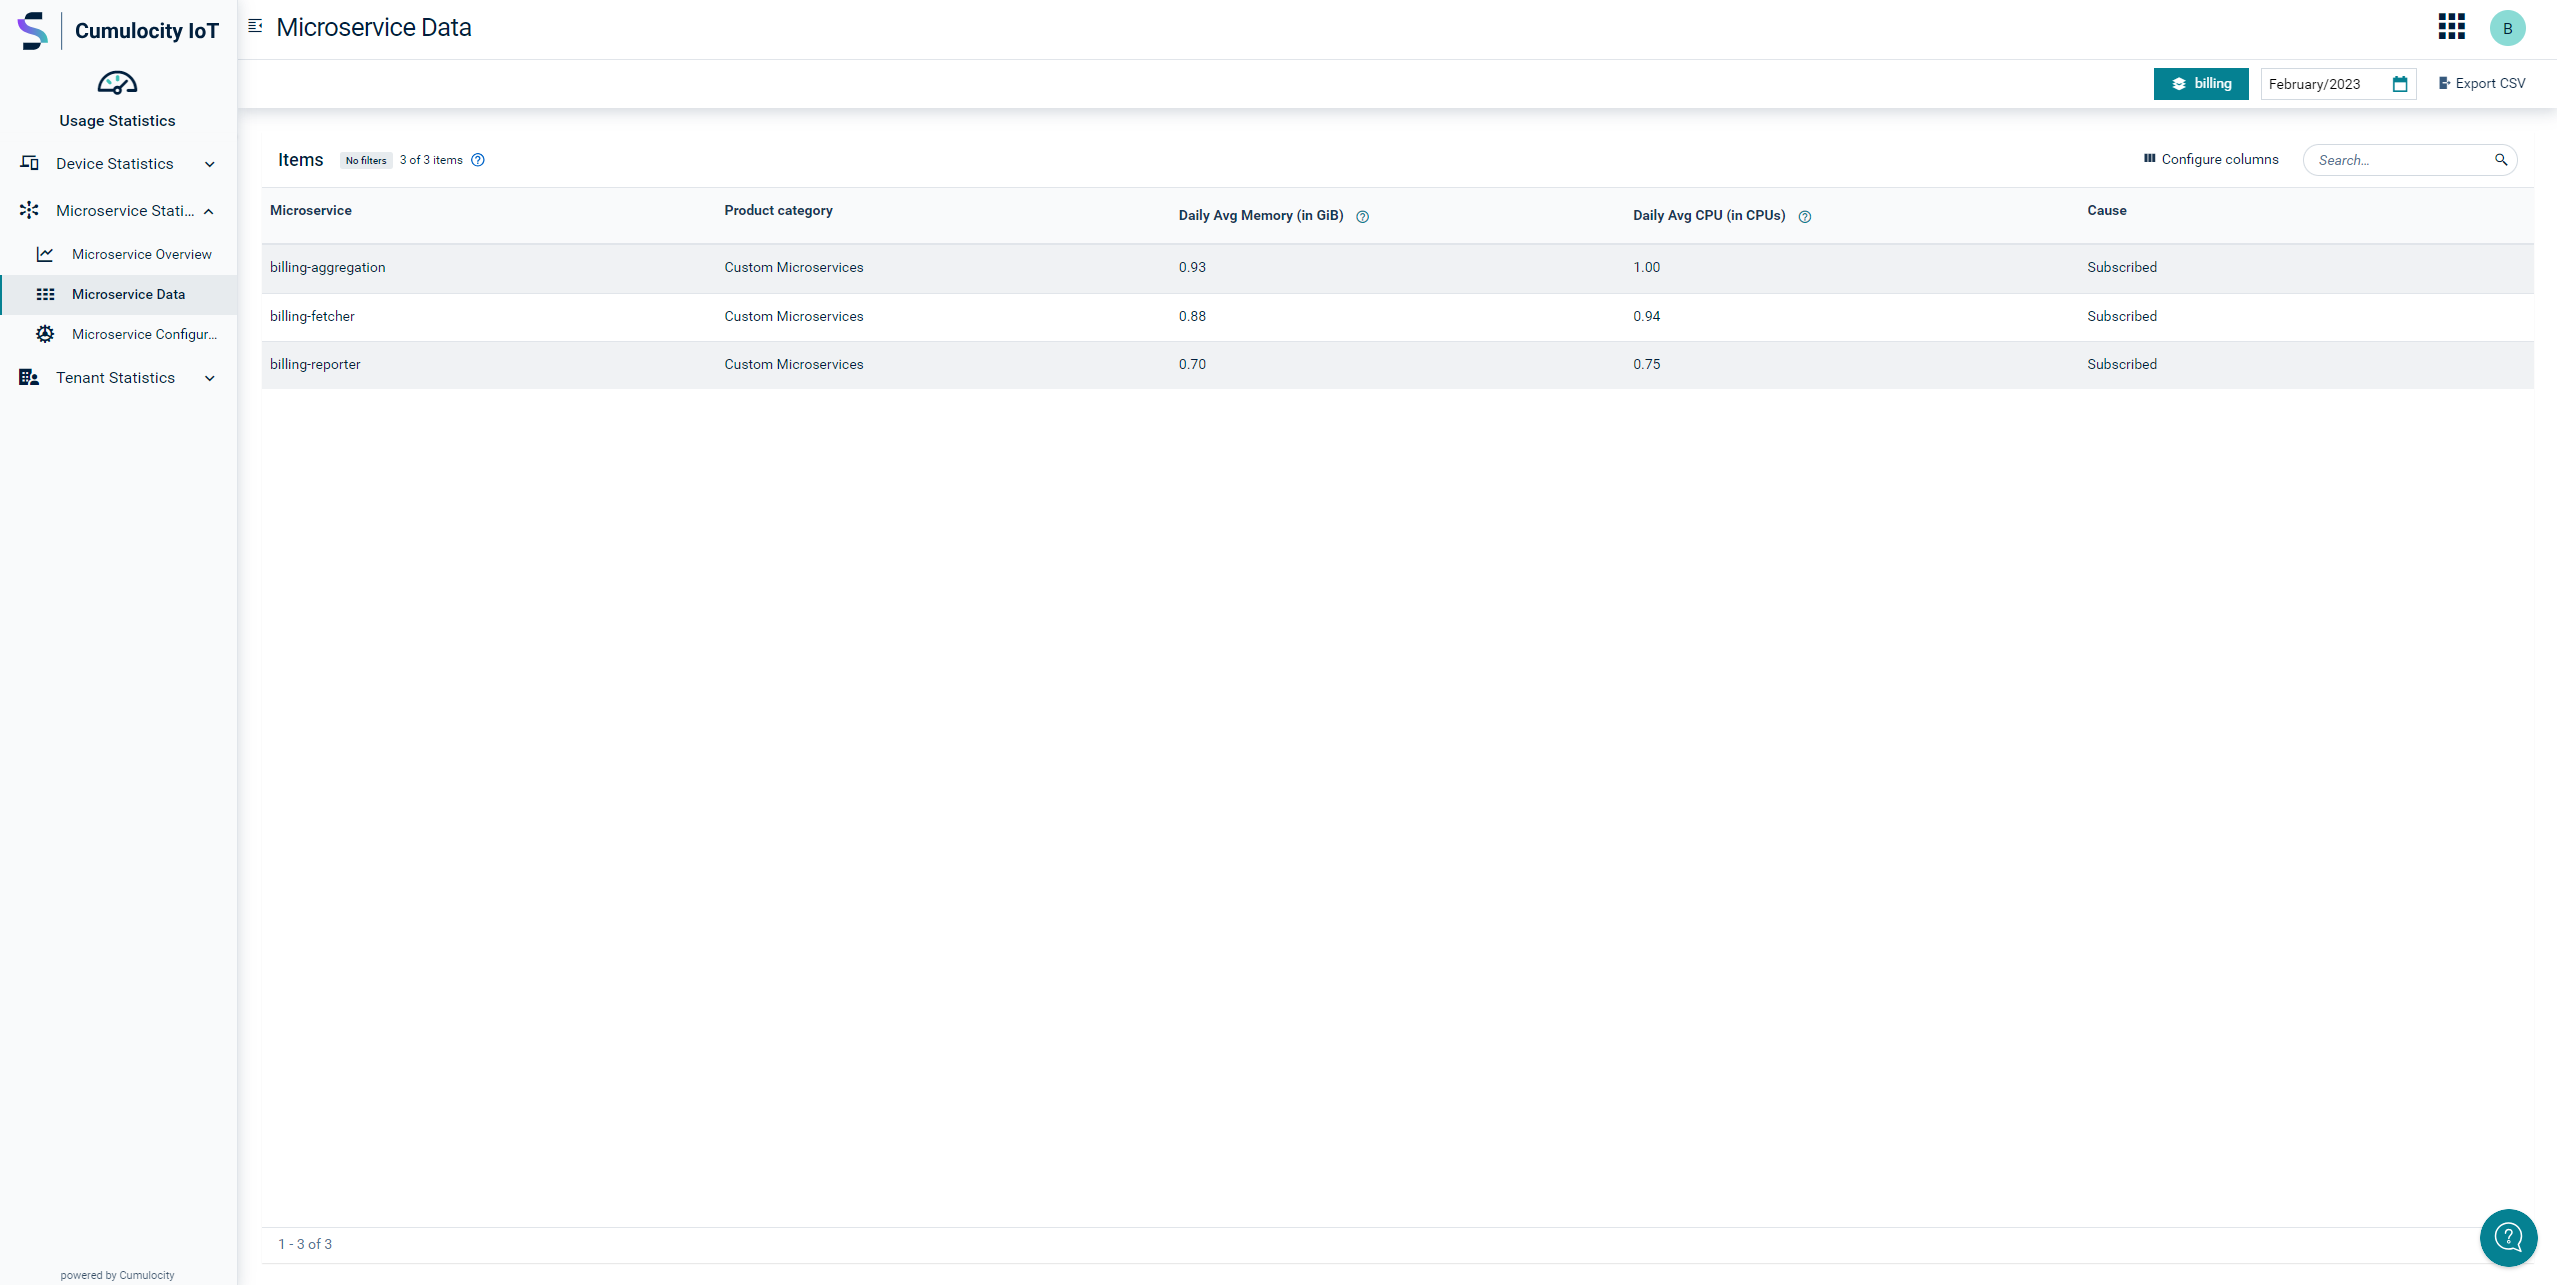 Cumulocity IoT
Microservice Data
B
Usage Statistics
billing
February/2023
Export CSV
Device Statistics
Microservice Stati...
Microservice Overview
Microservice Data
Microservice Configur...
Tenant Statistics
Items
No filters
3 of 3 items
Configure columns
Search...
Microservice Product category Daily Avg Memory (in GiB) Daily Avg CPU (in CPUs) Cause
billing-aggregation Custom Microservices 0.93 1.00 Subscribed
billing-fetcher Custom Microservices 0.88 0.94 Subscribed
billing-reporter Custom Microservices 0.70 0.75 Subscribed
1 - 3 of 3
powered by Cumulocity